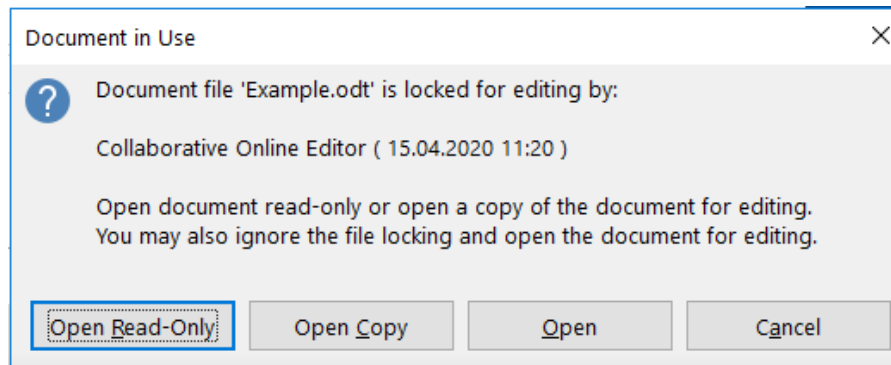 Document in Use
Document file 'Example.odt' is locked for editing by:
Collaborative Online Editor ( 15.04.2020 11:20 )
Open document read-only or open a copy of the document for editing.
You may also ignore the file locking and open the document for editing.
Open Read-Only
Open Copy
Open
Cancel